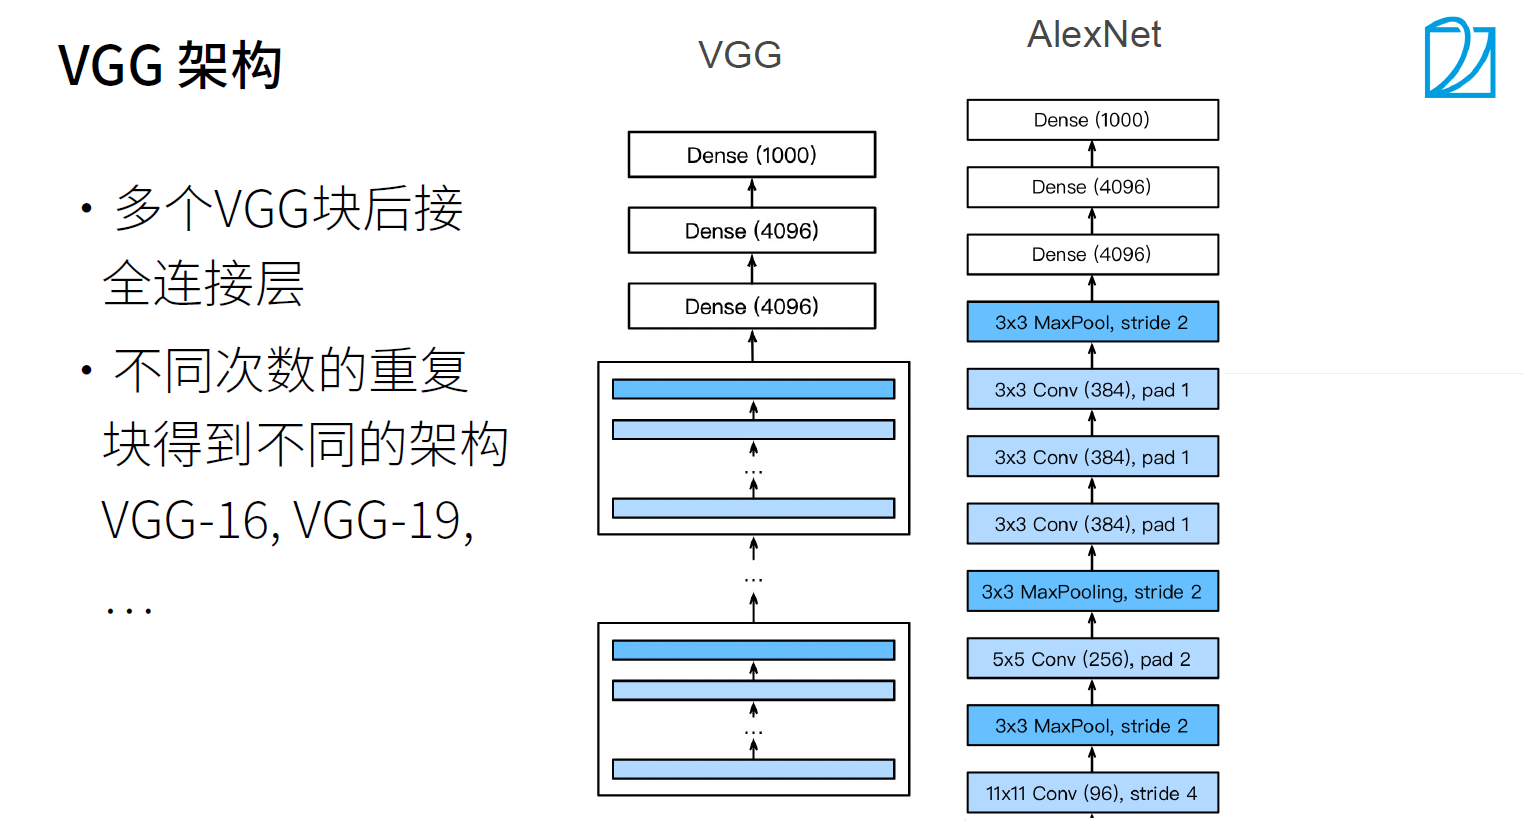 VGG 架构
• 多个VGG块后接
全连接层
• 不同次数的重复
块得到不同的架构
VGG-16, VGG-19,
...
VGG
Dense (1000)
Dense (4096)
Dense (4096)
...
...
...
AlexNet
Dense (1000)
Dense (4096)
Dense (4096)
3x3 MaxPool, stride 2
3x3 Conv (384), pad 1
3x3 Conv (384), pad 1
3x3 Conv (384), pad 1
3x3 MaxPooling, stride 2
5x5 Conv (256), pad 2
3x3 MaxPool, stride 2
11x11 Conv (96), stride 4